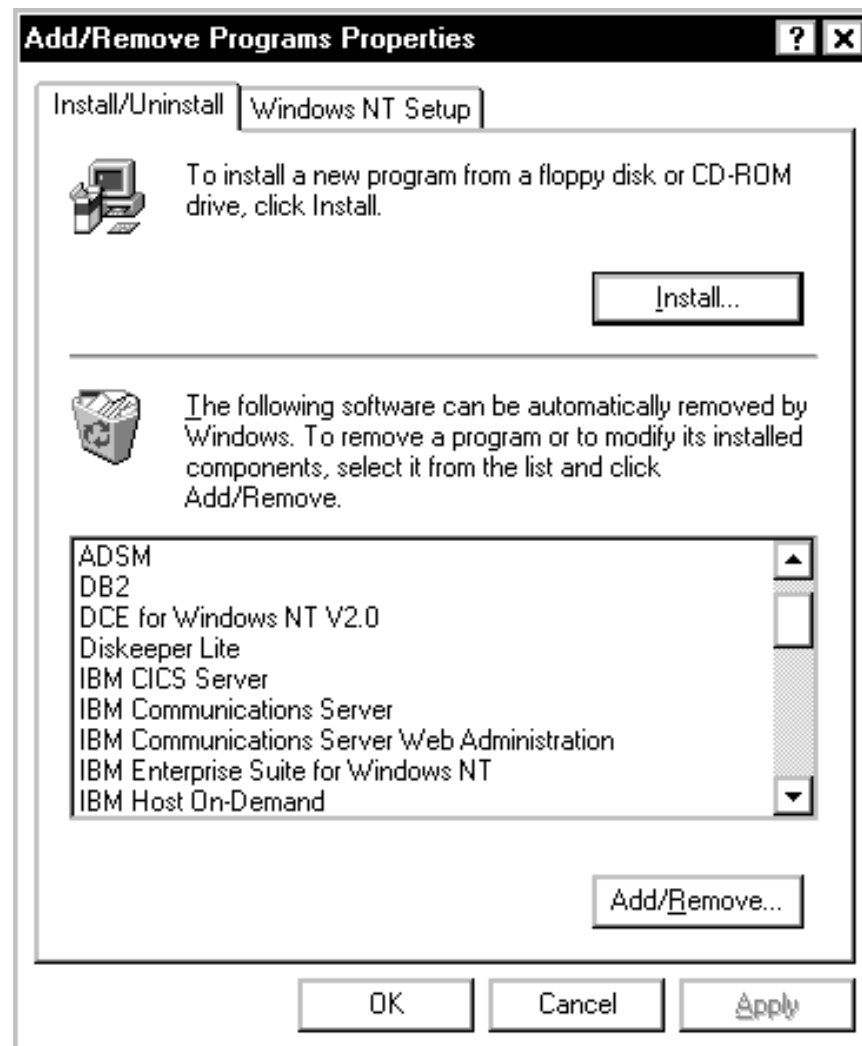 Add/Remove Programs Properties
Install/Uninstall
Windows NT Setup
To install a new program from a floppy disk or CD-ROM
drive, click Install.
Install...
The following software can be automatically removed by
Windows. To remove a program or to modify its installed
components, select it from the list and click
Add/Remove.
ADSM
DB2
DCE for Windows NT V2.0
Diskeeper Lite
IBM CICS Server
IBM Communications Server
IBM Communications Server Web Administration
IBM Enterprise Suite for Windows NT
IBM Host On-Demand
Add/Remove...
OK
Cancel
Apply